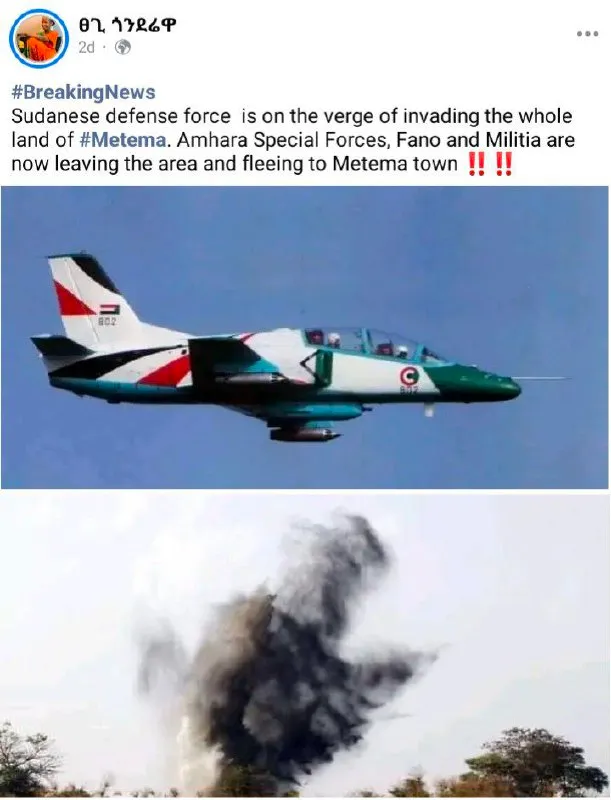 ፀጊ ጎንደሬዋ
2d
#BreakingNews
Sudanese defense force is on the verge of invading the whole
land of #Metema. Amhara Special Forces, Fano and Militia are
now leaving the area and fleeing to Metema town ‼️ ‼️
802
802